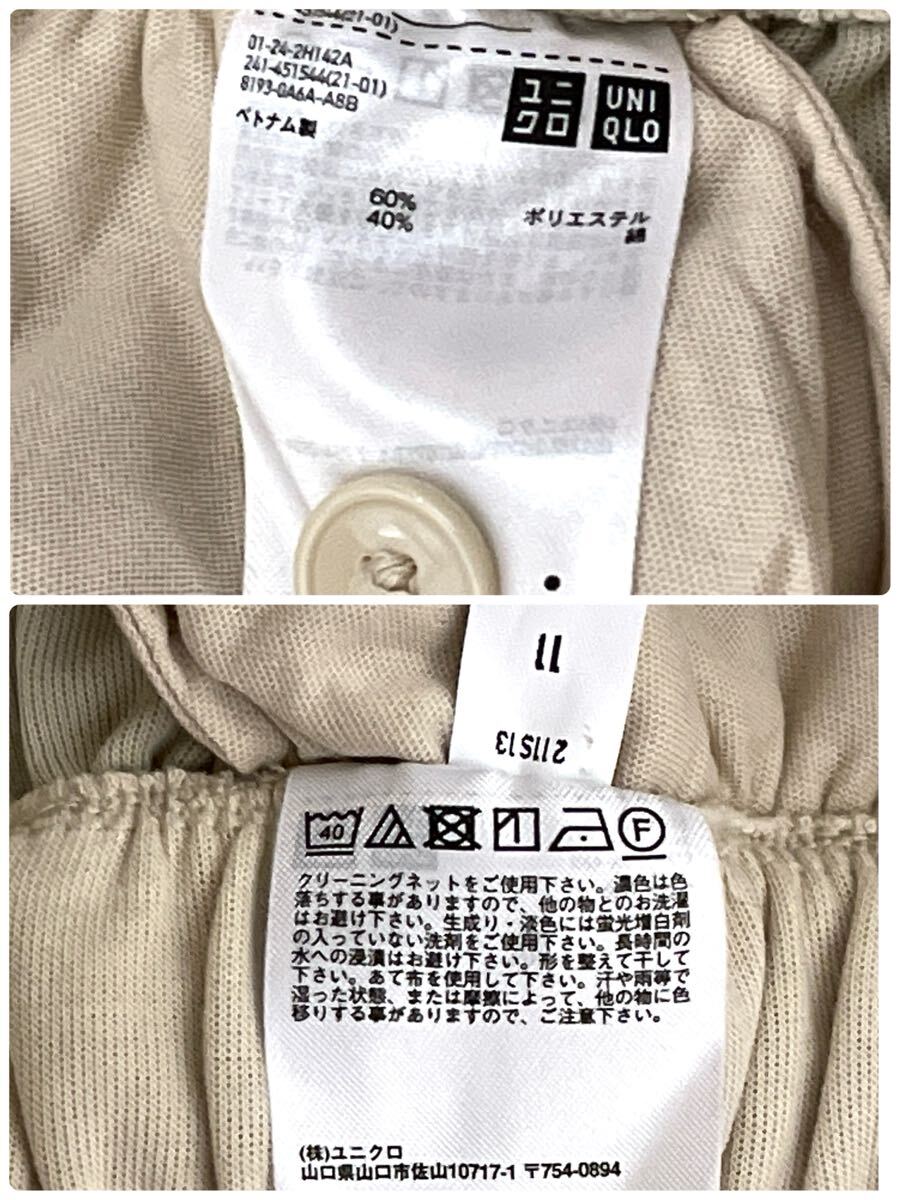 01-24-2H142A
241-451544(21-01)
8193-0A6A-A8B
ベトナム製
ユニクロ
UNIQLO
60% ポリエステル
40% 綿
11
211S13
40
F
クリーニングネットをご使用下さい。濃色は色
落ちする事がありますので、他の物とのお洗濯
はお避け下さい。生成り・淡色には蛍光増白剤
の入っていない洗剤をご使用下さい。長時間の
水への浸漬はお避け下さい。形を整えて干して
下さい。あて布を使用して下さい。汗や雨等で
湿った状態、または摩擦によって、他の物に色
移りする事がありますので、ご注意下さい。
(株)ユニクロ
山口県山口市佐山10717-1 〒754-0894